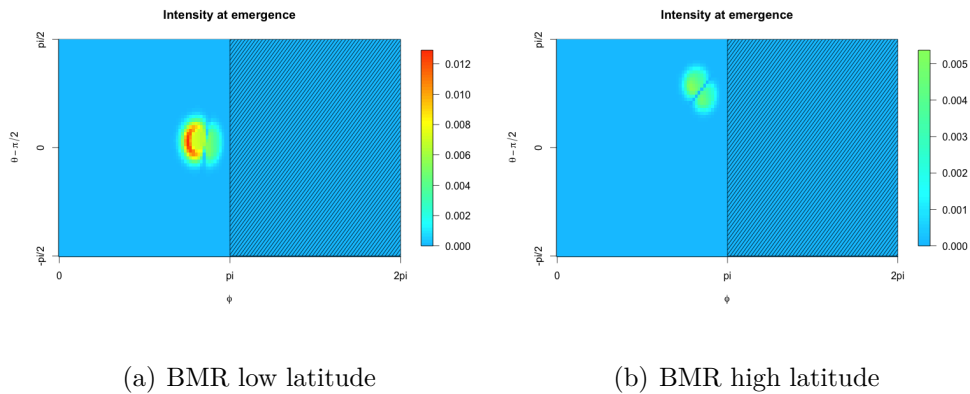 Intensity at emergence
pi/2
0
-pi/2
θ − π/2
0
pi
2pi
ϕ
0.012
0.010
0.008
0.006
0.004
0.002
0.000
(a) BMR low latitude
Intensity at emergence
pi/2
0
-pi/2
θ − π/2
0
pi
2pi
ϕ
0.005
0.004
0.003
0.002
0.001
0.000
(b) BMR high latitude